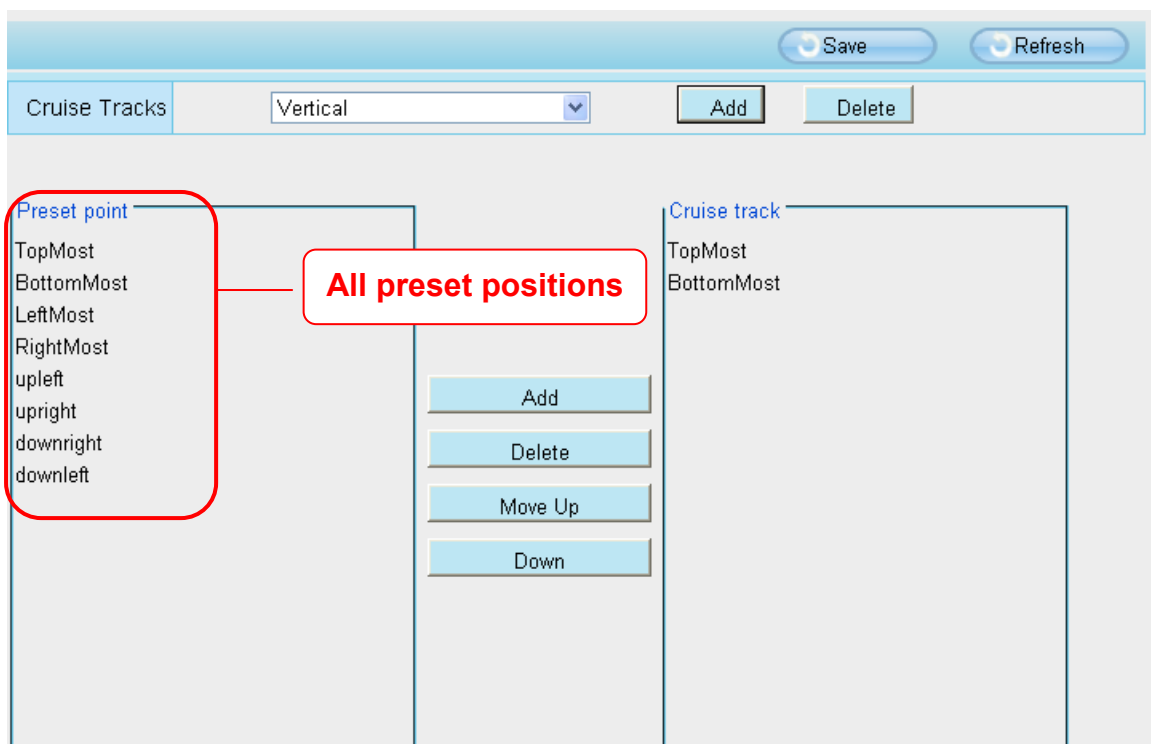 Save Refresh
Cruise Tracks Vertical Add Delete
Preset point
TopMost
BottomMost
LeftMost
RightMost
upleft
upright
downright
downleft
All preset positions
Add
Delete
Move Up
Down
Cruise track
TopMost
BottomMost